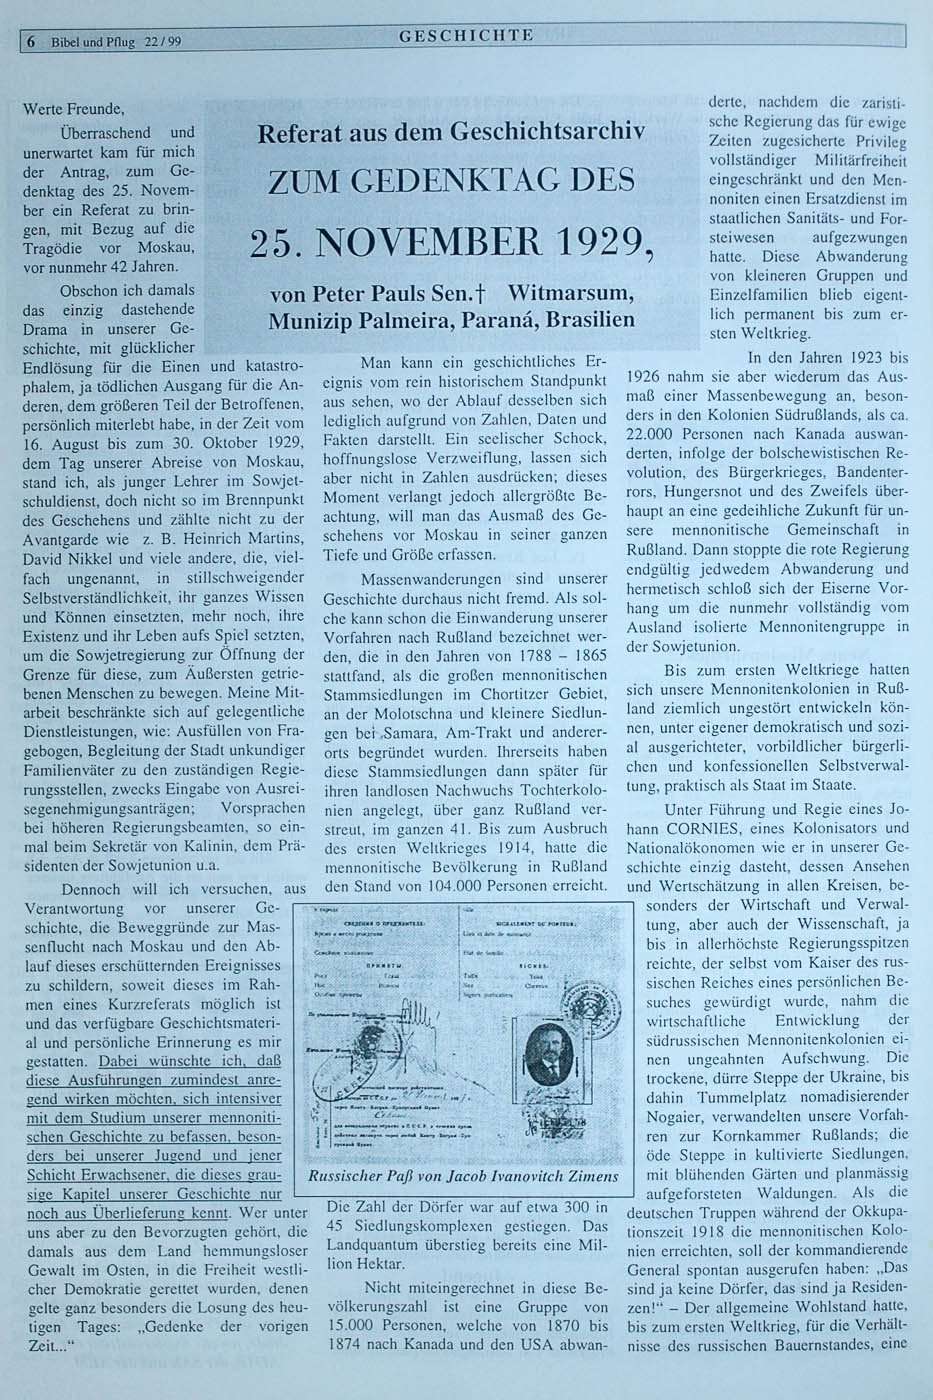 6 Bibel und Pflug 22 / 99
GESCHICHTE
Referat aus dem Geschichtsarchiv
ZUM GEDENKTAG DES
25. NOVEMBER 1929,
von Peter Pauls Sen.† Witmarsum,
Munizip Palmeira, Paraná, Brasilien
Werte Freunde,
Überraschend und
unerwartet kam für mich
der Antrag, zum Ge-
denktag des 25. Novem-
ber ein Referat zu brin-
gen, mit Bezug auf die
Tragödie vor Moskau,
vor nunmehr 42 Jahren.
Obschon ich damals
das einzig dastehende
Drama in unserer Ge-
schichte, mit glücklicher
Endlösung für die Einen und katastro-
phalem, ja tödlichen Ausgang für die An-
deren, dem größeren Teil der Betroffenen,
persönlich miterlebt habe, in der Zeit vom
16. August bis zum 30. Oktober 1929,
dem Tag unserer Abreise von Moskau,
stand ich, als junger Lehrer im Sowjet-
schuldienst, doch nicht so im Brennpunkt
des Geschehens und zählte nicht zu der
Avantgarde wie z. B. Heinrich Martins,
David Nikkel und viele andere, die, viel-
fach ungenannt, in stillschweigender
Selbstverständlichkeit, ihr ganzes Wissen
und Können einsetzten, mehr noch, ihre
Existenz und ihr Leben aufs Spiel setzten,
um die Sowjetregierung zur Öffnung der
Grenze für diese, zum Äußersten getrie-
benen Menschen zu bewegen. Meine Mit-
arbeit beschränkte sich auf gelegentliche
Dienstleistungen, wie: Ausfüllen von Fra-
gebogen, Begleitung der Stadt unkundiger
Familienväter zu den zuständigen Regie-
rungsstellen, zwecks Eingabe von Ausrei-
segenehmigungsanträgen; Vorsprachen
bei höheren Regierungsbeamten, so ein-
mal beim Sekretär von Kalinin, dem Prä-
sidenten der Sowjetunion u.a.
Dennoch will ich versuchen, aus
Verantwortung vor unserer Ge-
schichte, die Beweggründe zur Mas-
senflucht nach Moskau und den Ab-
lauf dieses erschütternden Ereignisses
zu schildern, soweit dieses im Rah-
men eines Kurzreferats möglich ist
und das verfügbare Geschichtsmateri-
al und persönliche Erinnerung es mir
gestatten. Dabei wünschte ich, daß
diese Ausführungen zumindest anre-
gend wirken möchten, sich intensiver
mit dem Studium unserer mennoniti-
schen Geschichte zu befassen, beson-
ders bei unserer Jugend und jener
Schicht Erwachsener, die dieses grau-
sige Kapitel unserer Geschichte nur
noch aus Überlieferung kennt. Wer unter
uns aber zu den Bevorzugten gehört, die
damals aus dem Land hemmungsloser
Gewalt im Osten, in die Freiheit westli-
cher Demokratie gerettet wurden, denen
gelte ganz besonders die Losung des heu-
tigen Tages: „Gedenke der vorigen
Zeit...“
Man kann ein geschichtliches Er-
eignis vom rein historischem Standpunkt
aus sehen, wo der Ablauf desselben sich
lediglich aufgrund von Zahlen, Daten und
Fakten darstellt. Ein seelischer Schock,
hoffnungslose Verzweiflung, lassen sich
aber nicht in Zahlen ausdrücken; dieses
Moment verlangt jedoch allergrößte Be-
achtung, will man das Ausmaß des Ge-
schehens vor Moskau in seiner ganzen
Tiefe und Größe erfassen.
Massenwanderungen sind unserer
Geschichte durchaus nicht fremd. Als sol-
che kann schon die Einwanderung unserer
Vorfahren nach Rußland bezeichnet wer-
den, die in den Jahren von 1788 – 1865
stattfand, als die großen mennonitischen
Stammsiedlungen im Chortitzer Gebiet,
an der Molotschna und kleinere Siedlun-
gen bei Samara, Am-Trakt und anderer-
orts begründet wurden. Ihrerseits haben
diese Stammsiedlungen dann später für
ihren landlosen Nachwuchs Tochterkolo-
nien angelegt, über ganz Rußland ver-
streut, im ganzen 41. Bis zum Ausbruch
des ersten Weltkrieges 1914, hatte die
mennonitische Bevölkerung in Rußland
den Stand von 104.000 Personen erreicht.
СВЕДЕНИЯ О ПРЕДЪЯВИТЕЛЕ:
SIGNALEMENT DU PORTEUR:
Время и место рождения
Lieu et date de naissance
Семейное положение
Etat de famille
ПРИМЕТЫ
SIGNES:
Рост Глаза
Taille Yeux
Нос Волосы
Nez Cheveux
Особые приметы
Signes particuliers
Russischer Paß von Jacob Ivanovitch Zimens
Die Zahl der Dörfer war auf etwa 300 in
45 Siedlungskomplexen gestiegen. Das
Landquantum überstieg bereits eine Mil-
lion Hektar.
Nicht miteingerechnet in diese Be-
völkerungszahl ist eine Gruppe von
15.000 Personen, welche von 1870 bis
1874 nach Kanada und den USA abwan-
derte, nachdem die zaristi-
sche Regierung das für ewige
Zeiten zugesicherte Privileg
vollständiger Militärfreiheit
eingeschränkt und den Men-
noniten einen Ersatzdienst im
staatlichen Sanitäts- und For-
steiwesen aufgezwungen
hatte. Diese Abwanderung
von kleineren Gruppen und
Einzelfamilien blieb eigent-
lich permanent bis zum er-
sten Weltkrieg.
In den Jahren 1923 bis
1926 nahm sie aber wiederum das Aus-
maß einer Massenbewegung an, beson-
ders in den Kolonien Südrußlands, als ca.
22.000 Personen nach Kanada auswan-
derten, infolge der bolschewistischen Re-
volution, des Bürgerkrieges, Bandenter-
rors, Hungersnot und des Zweifels über-
haupt an eine gedeihliche Zukunft für un-
sere mennonitische Gemeinschaft in
Rußland. Dann stoppte die rote Regierung
endgültig jedwedem Abwanderung und
hermetisch schloß sich der Eiserne Vor-
hang um die nunmehr vollständig vom
Ausland isolierte Mennonitengruppe in
der Sowjetunion.
Bis zum ersten Weltkriege hatten
sich unsere Mennonitenkolonien in Ruß-
land ziemlich ungestört entwickeln kön-
nen, unter eigener demokratisch und sozi-
al ausgerichteter, vorbildlicher bürgerli-
chen und konfessionellen Selbstverwal-
tung, praktisch als Staat im Staate.
Unter Führung und Regie eines Jo-
hann CORNIES, eines Kolonisators und
Nationalökonomen wie er in unserer Ge-
schichte einzig dasteht, dessen Ansehen
und Wertschätzung in allen Kreisen, be-
sonders der Wirtschaft und Verwal-
tung, aber auch der Wissenschaft, ja
bis in allerhöchste Regierungsspitzen
reichte, der selbst vom Kaiser des rus-
sischen Reiches eines persönlichen Be-
suches gewürdigt wurde, nahm die
wirtschaftliche Entwicklung der
südrussischen Mennonitenkolonien ei-
nen ungeahnten Aufschwung. Die
trockene, dürre Steppe der Ukraine, bis
dahin Tummelplatz nomadisierender
Nogaier, verwandelten unsere Vorfah-
ren zur Kornkammer Rußlands; die
öde Steppe in kultivierte Siedlungen,
mit blühenden Gärten und planmässig
aufgeforsteten Waldungen. Als die
deutschen Truppen während der Okkupa-
tionszeit 1918 die mennonitischen Kolo-
nien erreichten, soll der kommandierende
General spontan ausgerufen haben: „Das
sind ja keine Dörfer, das sind ja Residen-
zen!“ – Der allgemeine Wohlstand hatte,
bis zum ersten Weltkrieg, für die Verhält-
nisse des russischen Bauernstandes, eine